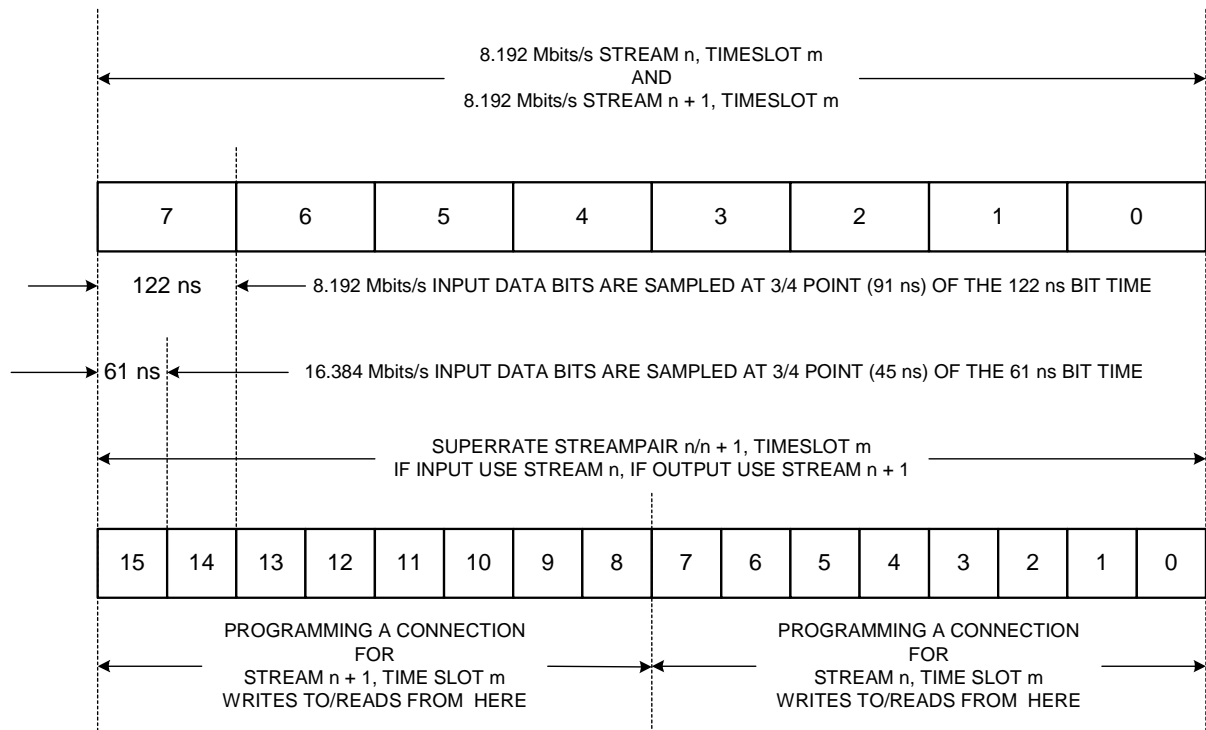 8.192 Mbits/s STREAM n, TIMESLOT m
AND
8.192 Mbits/s STREAM n + 1, TIMESLOT m
7 6 5 4 3 2 1 0
122 ns 8.192 Mbits/s INPUT DATA BITS ARE SAMPLED AT 3/4 POINT (91 ns) OF THE 122 ns BIT TIME
61 ns 16.384 Mbits/s INPUT DATA BITS ARE SAMPLED AT 3/4 POINT (45 ns) OF THE 61 ns BIT TIME
SUPERRATE STREAMPAIR n/n + 1, TIMESLOT m
IF INPUT USE STREAM n, IF OUTPUT USE STREAM n + 1
15 14 13 12 11 10 9 8 7 6 5 4 3 2 1 0
PROGRAMMING A CONNECTION
FOR
STREAM n + 1, TIME SLOT m
WRITES TO/READS FROM HERE
PROGRAMMING A CONNECTION
FOR
STREAM n, TIME SLOT m
WRITES TO/READS FROM HERE